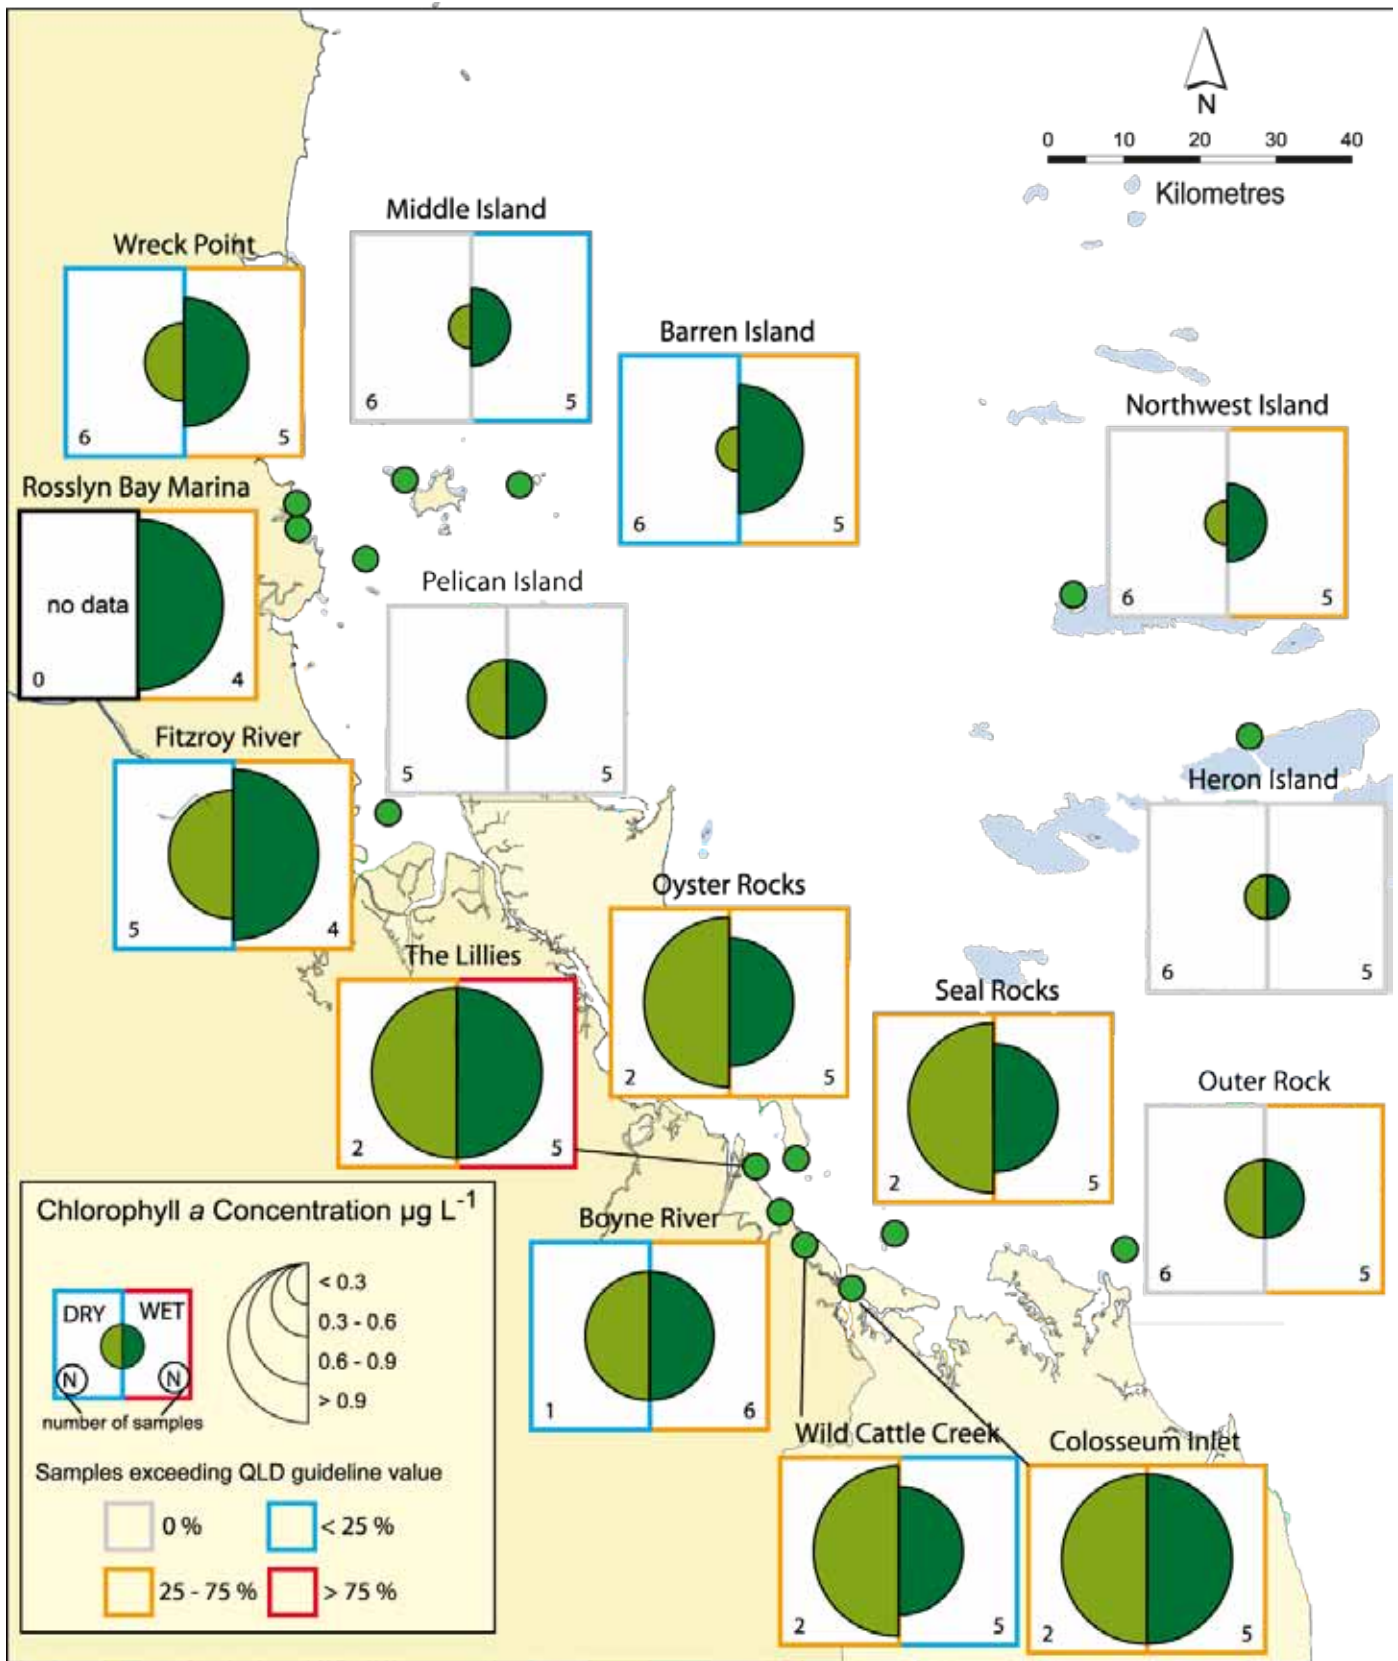 N
0 10 20 30 40
Kilometres
Middle Island
6 5
Wreck Point
6 5
Barren Island
6 5
Northwest Island
6 5
Rosslyn Bay Marina
no data
0 4
Pelican Island
5 5
Fitzroy River
5 4
Heron Island
6 5
Oyster Rocks
2 5
The Lillies
2 5
Seal Rocks
2 5
Outer Rock
6 5
Boyne River
1 6
Wild Cattle Creek
2 5
Colosseum Inlet
2 5
Chlorophyll a Concentration µg L⁻¹
DRY WET
N N
number of samples
< 0.3
0.3 - 0.6
0.6 - 0.9
> 0.9
Samples exceeding QLD guideline value
0 % < 25 %
25 - 75 % > 75 %